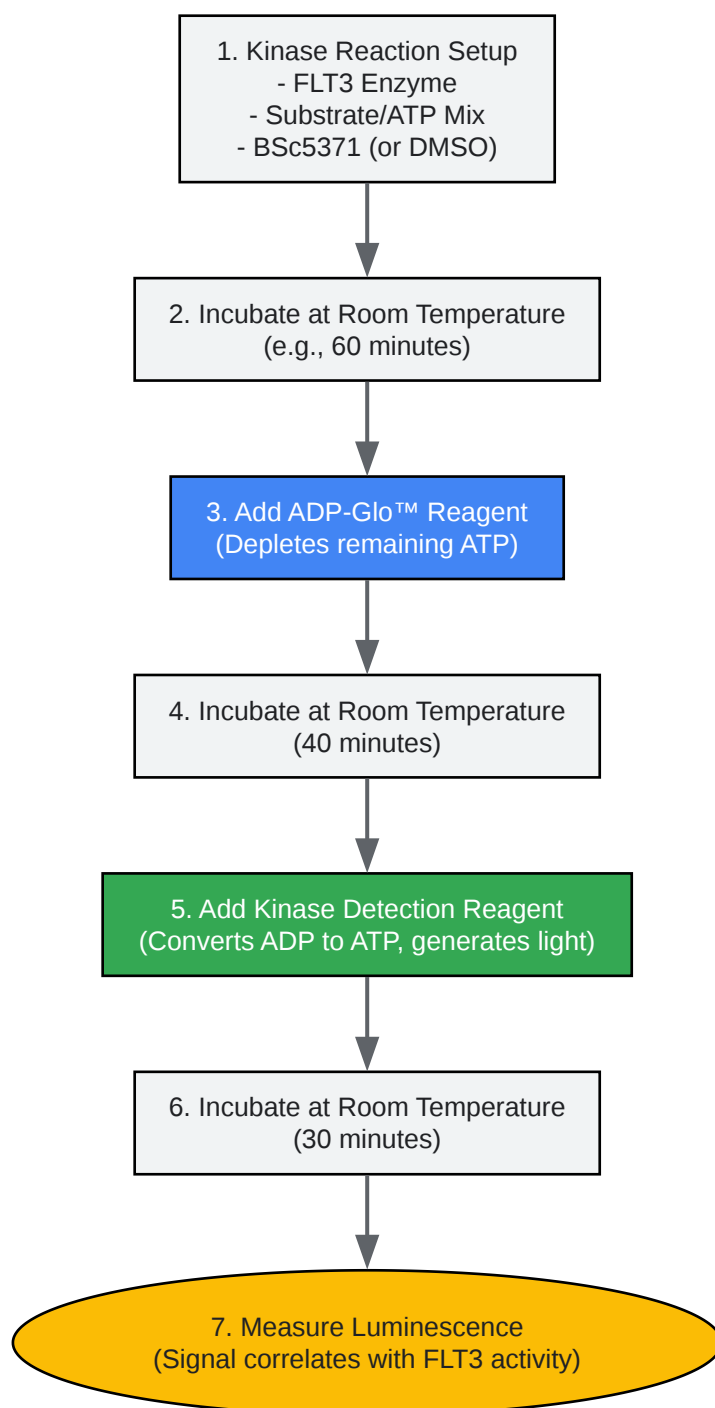 1. Kinase Reaction Setup
- FLT3 Enzyme
- Substrate/ATP Mix
- BSc5371 (or DMSO)
2. Incubate at Room Temperature
(e.g., 60 minutes)
3. Add ADP-Glo™ Reagent
(Depletes remaining ATP)
4. Incubate at Room Temperature
(40 minutes)
5. Add Kinase Detection Reagent
(Converts ADP to ATP, generates light)
6. Incubate at Room Temperature
(30 minutes)
7. Measure Luminescence
(Signal correlates with FLT3 activity)